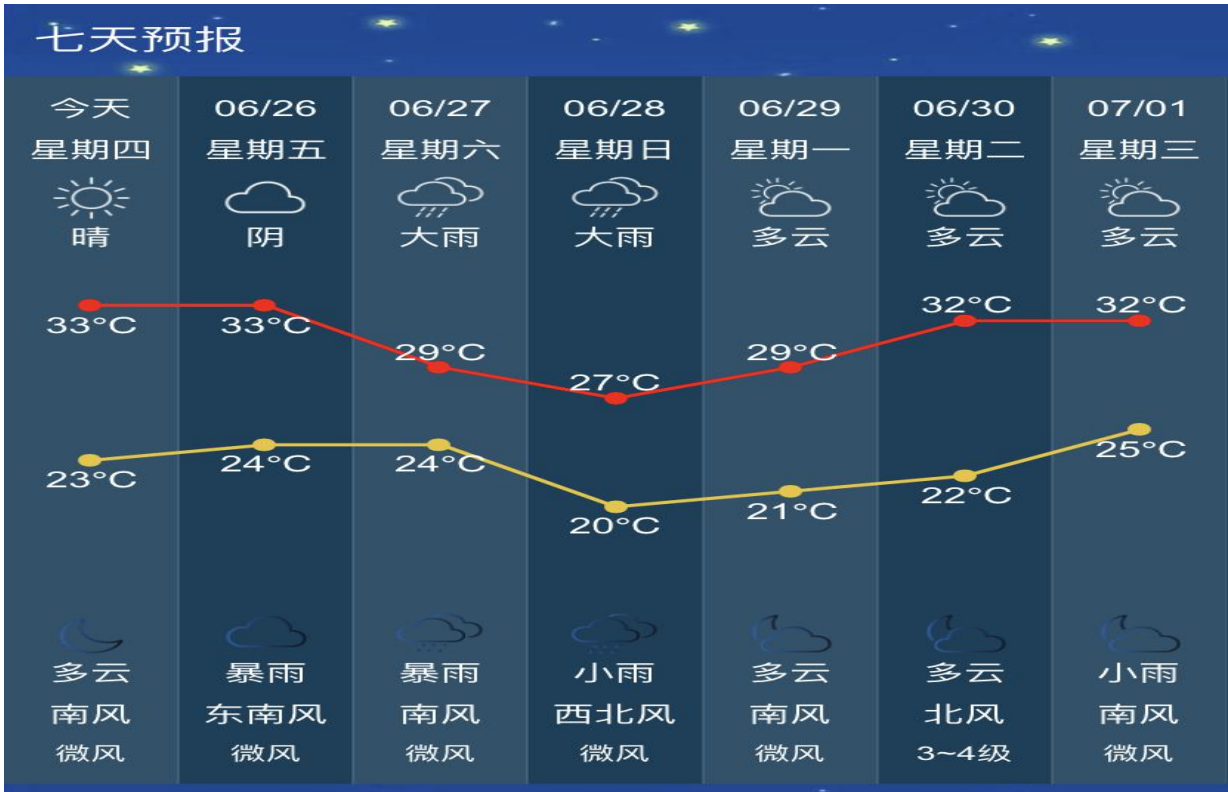 七天预报
今天 06/26 06/27 06/28 06/29 06/30 07/01
星期四 星期五 星期六 星期日 星期一 星期二 星期三
晴 阴 大雨 大雨 多云 多云 多云
33°C 33°C 29°C 27°C 29°C 32°C 32°C
23°C 24°C 24°C 20°C 21°C 22°C 25°C
多云 暴雨 暴雨 小雨 多云 多云 小雨
南风 东南风 南风 西北风 南风 北风 南风
微风 微风 微风 微风 微风 3~4级 微风